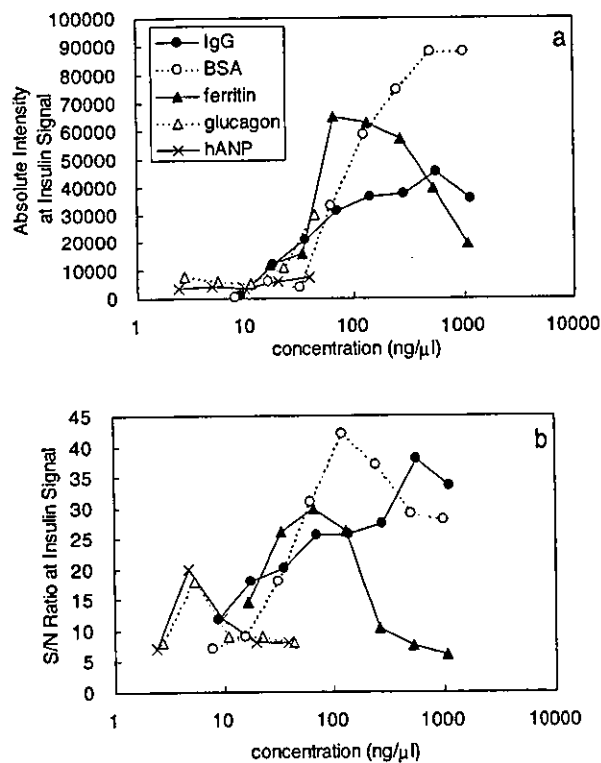 a
100000
90000
80000
70000
60000
50000
40000
30000
20000
10000
0
Absolute Intensity
at Insulin Signal
IgG
BSA
ferritin
glucagon
hANP
1
10
100
1000
10000
concentration (ng/µl)
b
45
40
35
30
25
20
15
10
5
0
S/N Ratio at Insulin Signal
1
10
100
1000
10000
concentration (ng/µl)